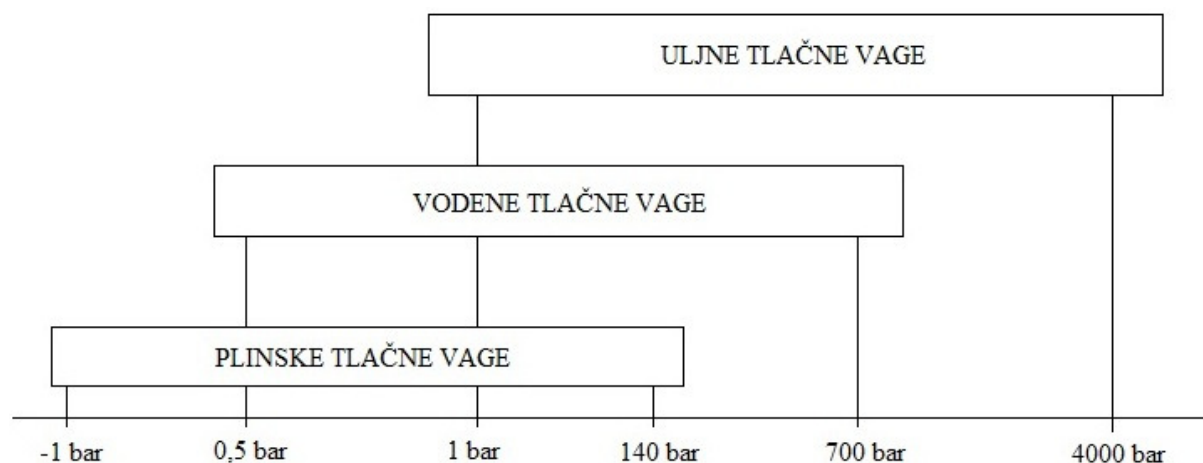 ULJNE TLAČNE VAGE
VODENE TLAČNE VAGE
PLINSKE TLAČNE VAGE
-1 bar 0,5 bar 1 bar 140 bar 700 bar 4000 bar